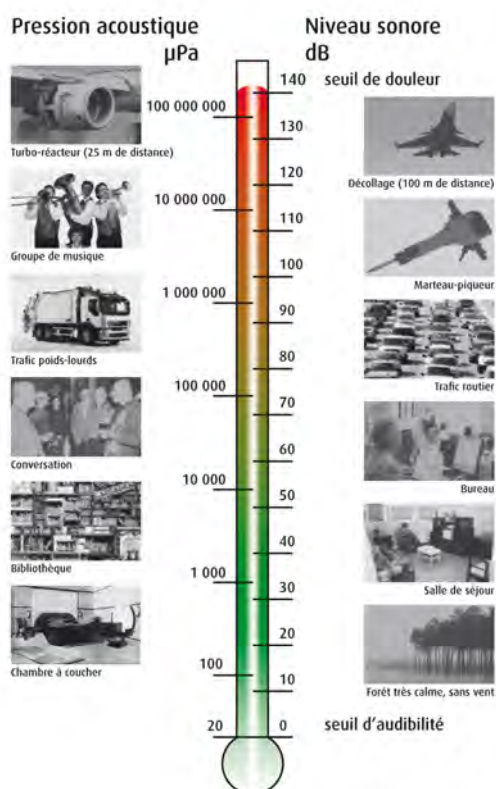 Pression acoustique
µPa
Niveau sonore
dB
140
seuil de douleur
100 000 000
130
Turbo-réacteur (25 m de distance)
120
Décollage (100 m de distance)
10 000 000
110
Groupe de musique
100
Marteau-piqueur
1 000 000
90
Trafic poids-lourds
80
Trafic routier
100 000
70
Conversation
60
Bureau
10 000
50
Bibliothèque
40
Salle de séjour
1 000
30
20
Chambre à coucher
100
10
Forêt très calme, sans vent
20
0
seuil d'audibilité